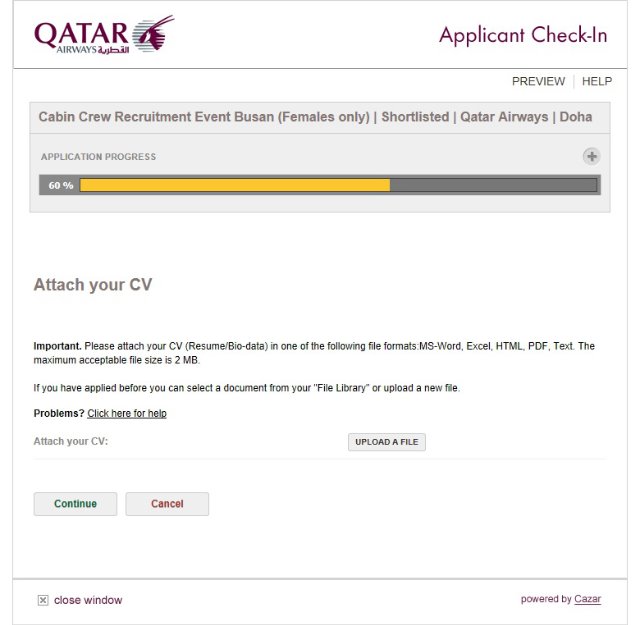 QATAR
AIRWAYS القطرية
Applicant Check-In
PREVIEW | HELP
Cabin Crew Recruitment Event Busan (Females only) | Shortlisted | Qatar Airways | Doha
APPLICATION PROGRESS
60 %
Attach your CV
Important. Please attach your CV (Resume/Bio-data) in one of the following file formats:MS-Word, Excel, HTML, PDF, Text. The
maximum acceptable file size is 2 MB.
If you have applied before you can select a document from your "File Library" or upload a new file.
Problems? Click here for help
Attach your CV: UPLOAD A FILE
Continue Cancel
close window powered by Cazar